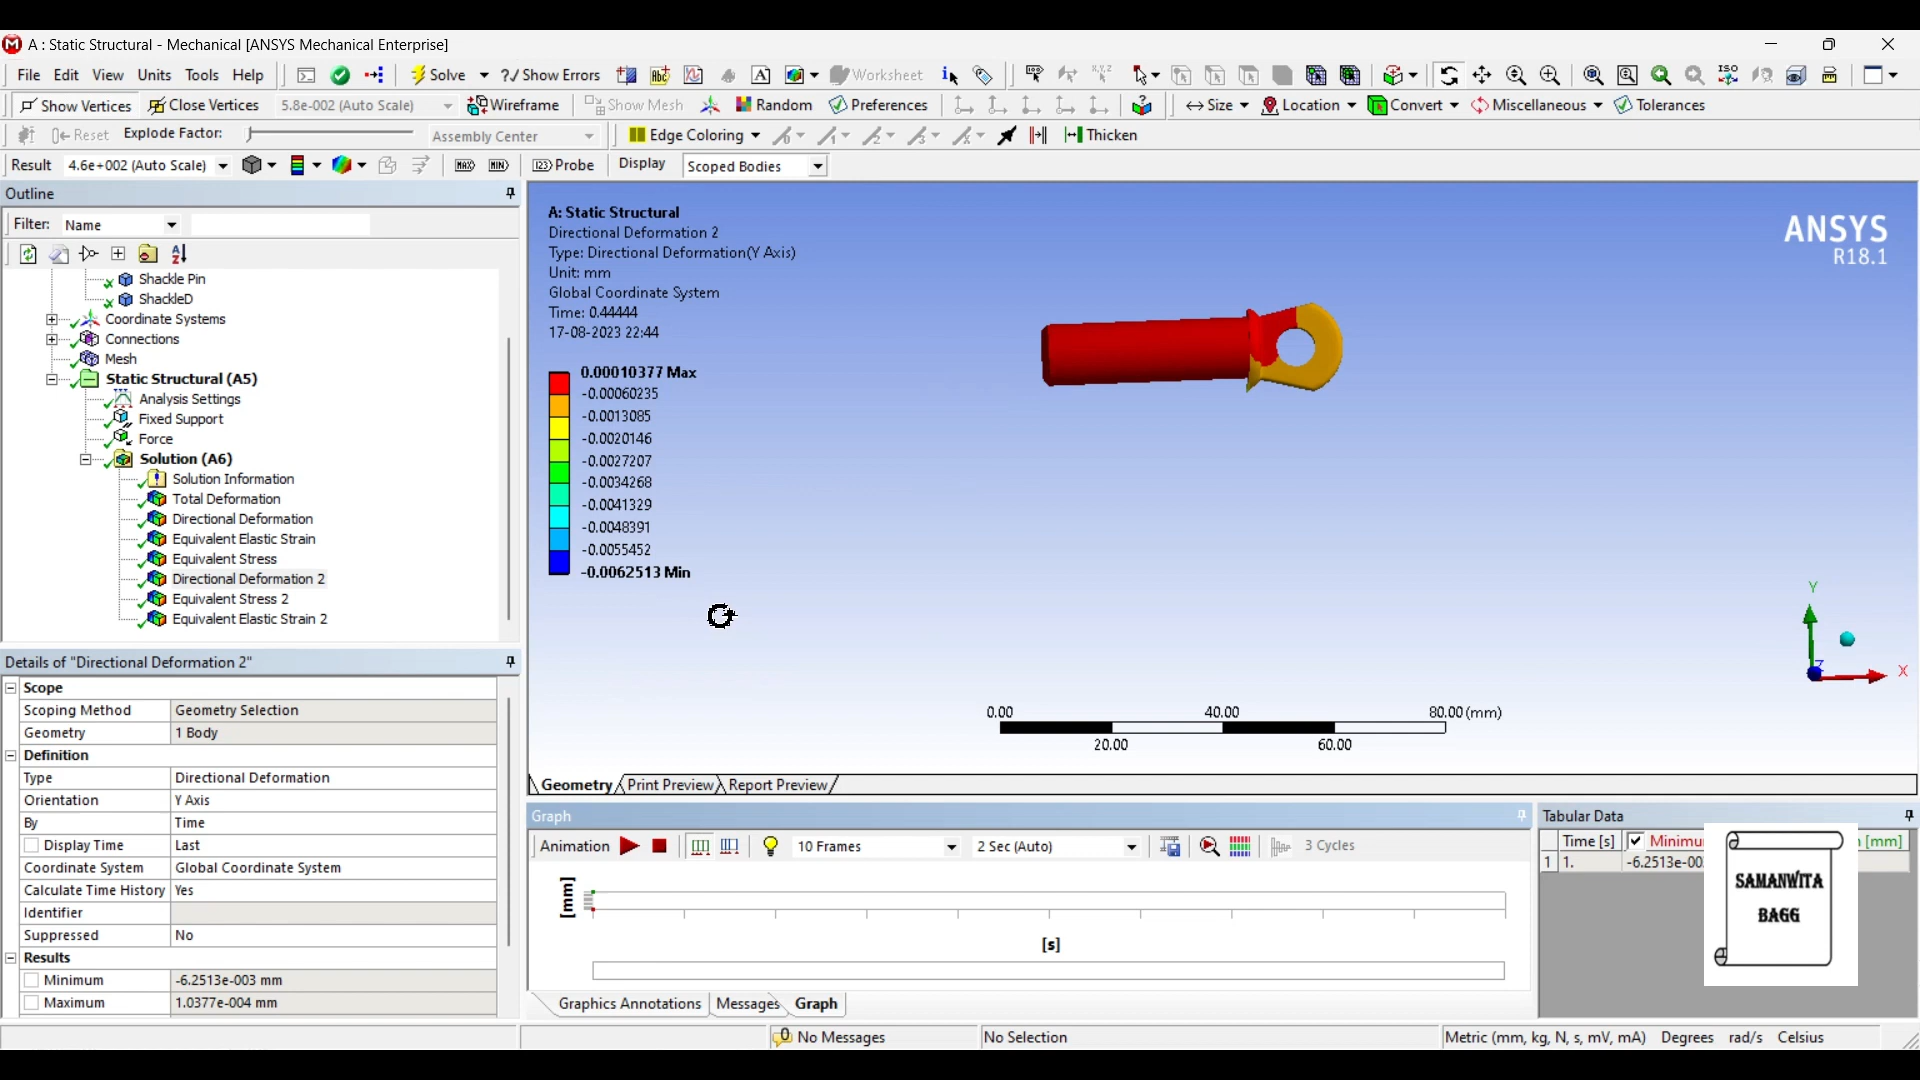 A : Static Structural - Mechanical [ANSYS Mechanical Enterprise]
File Edit View Units Tools Help Solve ?/ Show Errors Worksheet
Show Vertices Close Vertices 5.8e-002 (Auto Scale) Wireframe Show Mesh Random Preferences Size Location Convert Miscellaneous Tolerances
Reset Explode Factor: Assembly Center Edge Coloring Thicken
Result 4.6e+002 (Auto Scale) MAX MIN Probe Display Scoped Bodies
Outline
Filter: Name
Shackle Pin
ShackleD
Coordinate Systems
Connections
Mesh
Static Structural (A5)
Analysis Settings
Fixed Support
Force
Solution (A6)
Solution Information
Total Deformation
Directional Deformation
Equivalent Elastic Strain
Equivalent Stress
Directional Deformation 2
Equivalent Stress 2
Equivalent Elastic Strain 2
Details of "Directional Deformation 2"
Scope
Scoping Method Geometry Selection
Geometry 1 Body
Definition
Type Directional Deformation
Orientation Y Axis
By Time
Display Time Last
Coordinate System Global Coordinate System
Calculate Time History Yes
Identifier
Suppressed No
Results
Minimum -6.2513e-003 mm
Maximum 1.0377e-004 mm
A: Static Structural
Directional Deformation 2
Type: Directional Deformation(Y Axis)
Unit: mm
Global Coordinate System
Time: 0.44444
17-08-2023 22:44
0.00010377 Max
-0.00060235
-0.0013085
-0.0020146
-0.0027207
-0.0034268
-0.0041329
-0.0048391
-0.0055452
-0.0062513 Min
ANSYS
R18.1
Y
Z
X
0.00 40.00 80.00 (mm)
20.00 60.00
Geometry Print Preview Report Preview
Graph
Animation 10 Frames 2 Sec (Auto) 3 Cycles
[mm]
[s]
Graphics Annotations Messages Graph
Tabular Data
Time [s] Minimu [mm]
1 1. -6.2513e-00
SAMANWITA
BAGG
0 No Messages No Selection Metric (mm, kg, N, s, mV, mA) Degrees rad/s Celsius